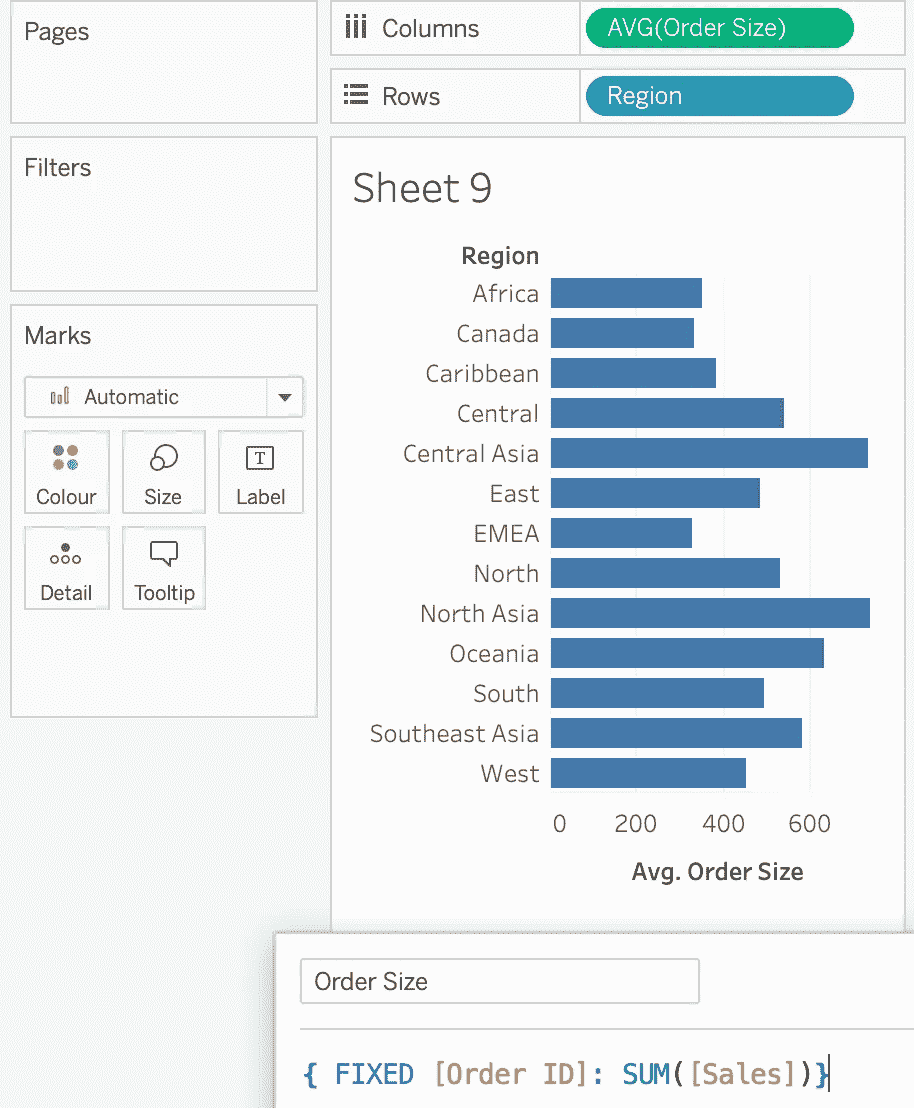 Pages
Columns
AVG(Order Size)
Rows
Region
Filters
Sheet 9
Region
Africa
Canada
Caribbean
Central
Central Asia
East
EMEA
North
North Asia
Oceania
South
Southeast Asia
West
0 200 400 600
Avg. Order Size
Marks
Automatic
Colour Size Label
T
Detail Tooltip
Order Size
{ FIXED [Order ID]: SUM([Sales])}